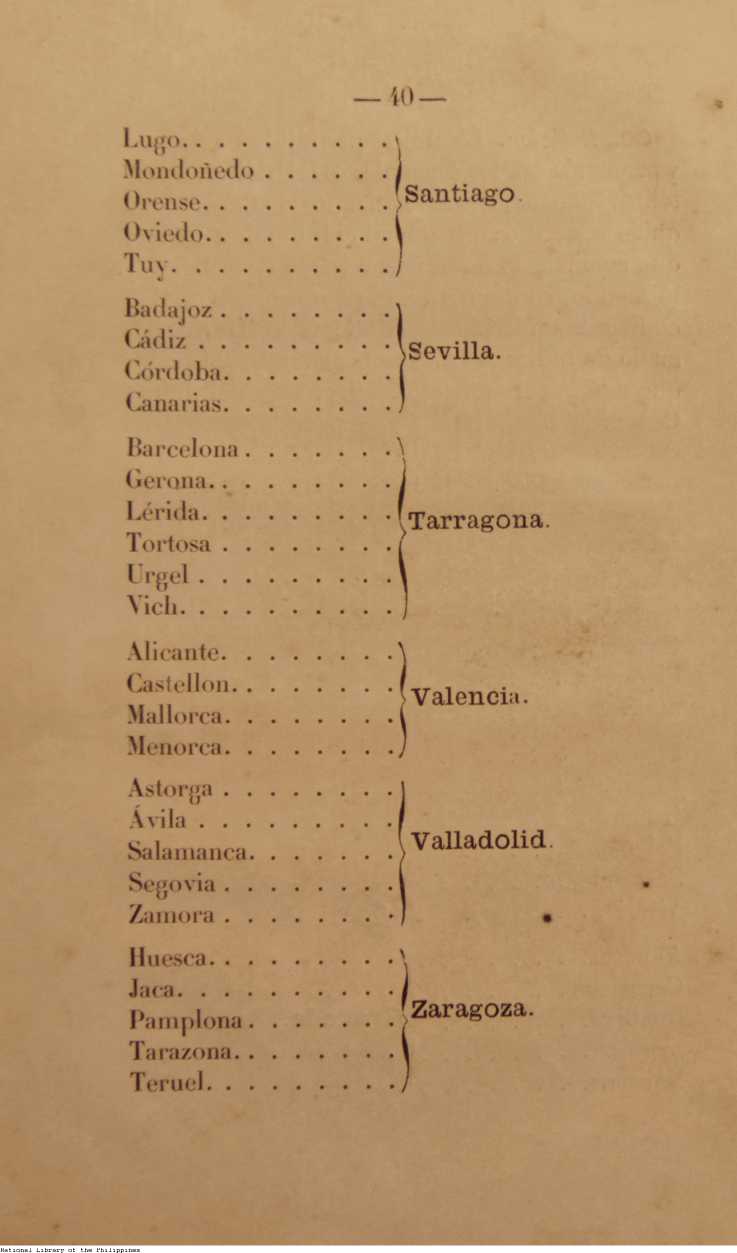 — 40 —
Lugo. . . . . . . . . .
Mondoñedo . . . . . .
Orense. . . . . . . . .
Santiago.
Oviedo. . . . . . . . .
Tuy. . . . . . . . . . .
Badajoz . . . . . . . .
Cádiz . . . . . . . . .
Sevilla.
Córdoba. . . . . . . .
Canarias. . . . . . . .
Barcelona . . . . . . .
Gerona. . . . . . . . .
Lérida. . . . . . . . .
Tarragona.
Tortosa . . . . . . . .
Urgel . . . . . . . . .
Vich. . . . . . . . . .
Alicante. . . . . . . .
Castellon. . . . . . . .
Valencia.
Mallorca. . . . . . . .
Menorca. . . . . . . .
Astorga . . . . . . . .
Ávila . . . . . . . . .
Valladolid.
Salamanca. . . . . . .
Segovia . . . . . . . .
Zamora . . . . . . . .
Huesca. . . . . . . . .
Jaca. . . . . . . . . .
Zaragoza.
Pamplona . . . . . . .
Tarazona. . . . . . . .
Teruel. . . . . . . . .
National Library of the Philippines